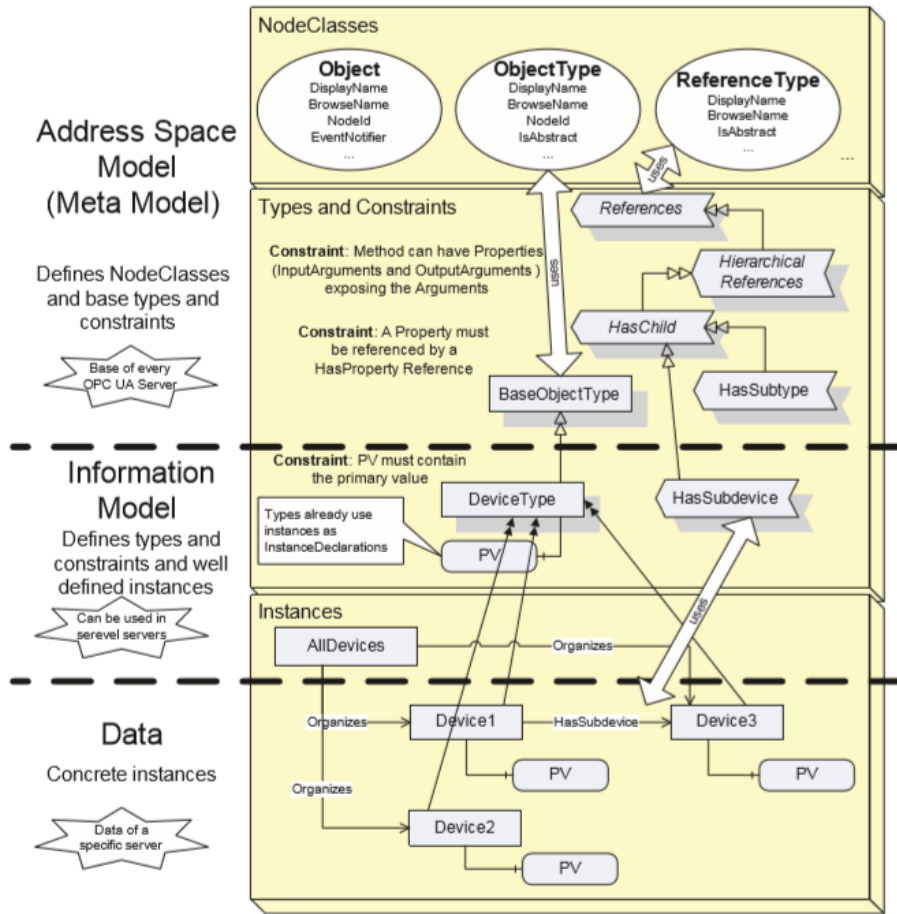 NodeClasses
Object
DisplayName
BrowseName
NodeId
EventNotifier
...
ObjectType
DisplayName
BrowseName
NodeId
IsAbstract
...
ReferenceType
DisplayName
BrowseName
IsAbstract
...
...
Address Space
Model
(Meta Model)
Defines NodeClasses
and base types and
constraints
Base of every
OPC UA Server
uses
Types and Constraints
References
Constraint: Method can have Properties
(InputArguments and OutputArguments )
exposing the Arguments
uses
Hierarchical
References
Constraint: A Property must
be referenced by a
HasProperty Reference
HasChild
BaseObjectType
HasSubtype
Information
Model
Defines types and
constraints and well
defined instances
Can be used in
serevel servers
Constraint: PV must contain
the primary value
DeviceType
HasSubdevice
Types already use
instances as
InstanceDeclarations
PV
uses
Instances
AllDevices
Organizes
Data
Concrete instances
Data of a
specific server
Organizes
Device1
HasSubdevice
Device3
PV
PV
Organizes
Device2
PV